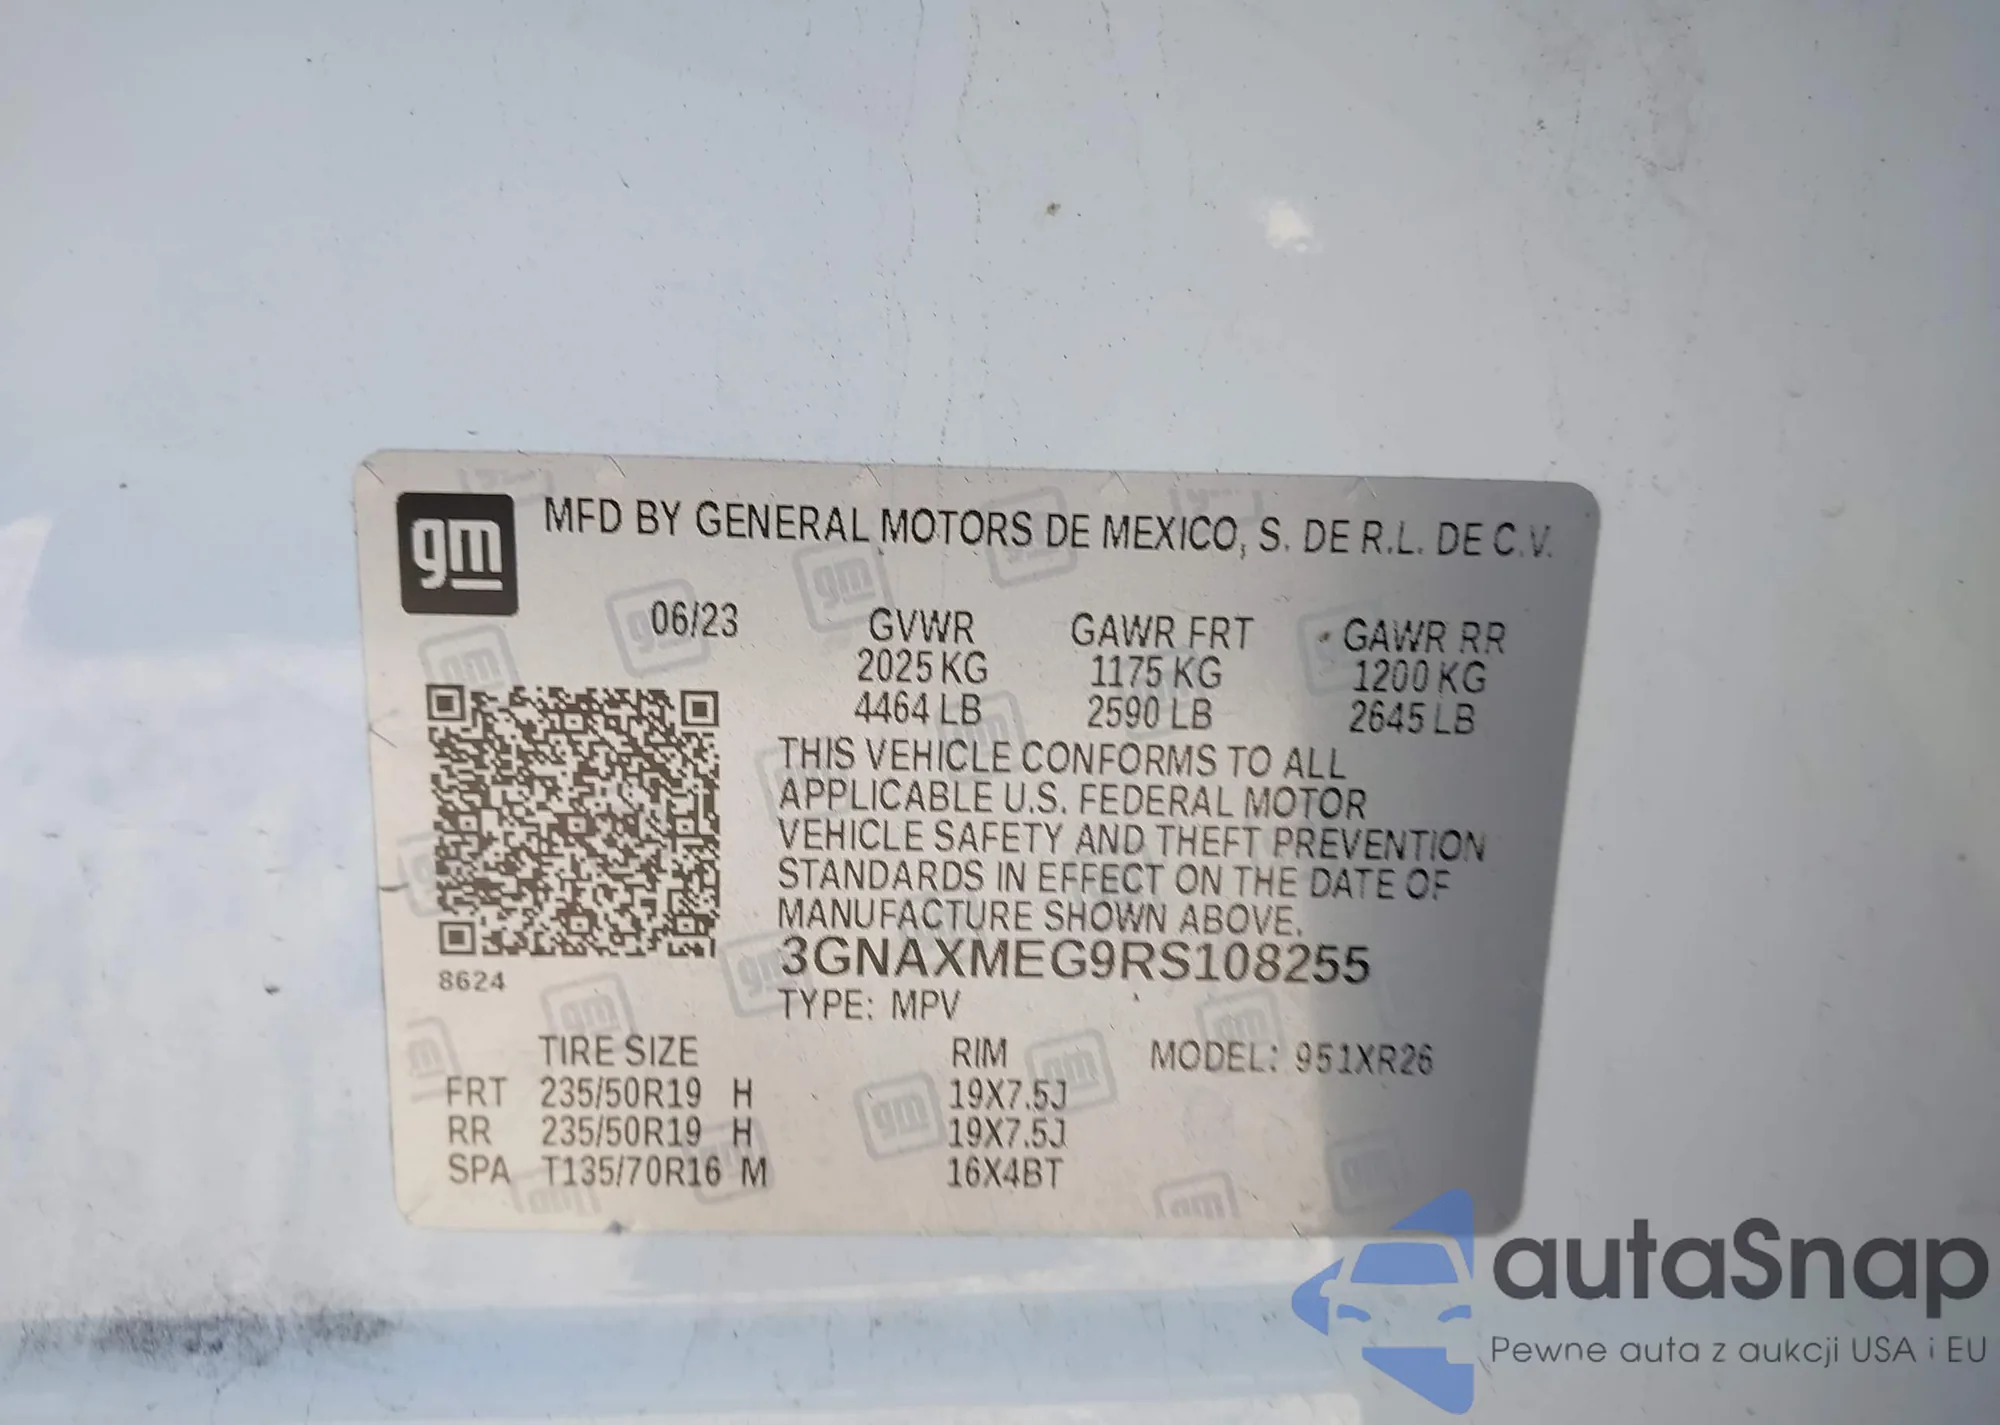 gm MFD BY GENERAL MOTORS DE MEXICO, S. DE R.L. DE C.V.
06/23 GVWR GAWR FRT GAWR RR
2025 KG 1175 KG 1200 KG
4464 LB 2590 LB 2645 LB
THIS VEHICLE CONFORMS TO ALL
APPLICABLE U.S. FEDERAL MOTOR
VEHICLE SAFETY AND THEFT PREVENTION
STANDARDS IN EFFECT ON THE DATE OF
MANUFACTURE SHOWN ABOVE.
3GNAXMEG9RS108255
8624
TYPE: MPV
TIRE SIZE RIM MODEL: 951XR26
FRT 235/50R19 H 19X7.5J
RR 235/50R19 H 19X7.5J
SPA T135/70R16 M 16X4BT
autaSnap
Pewne auta z aukcji USA i EU